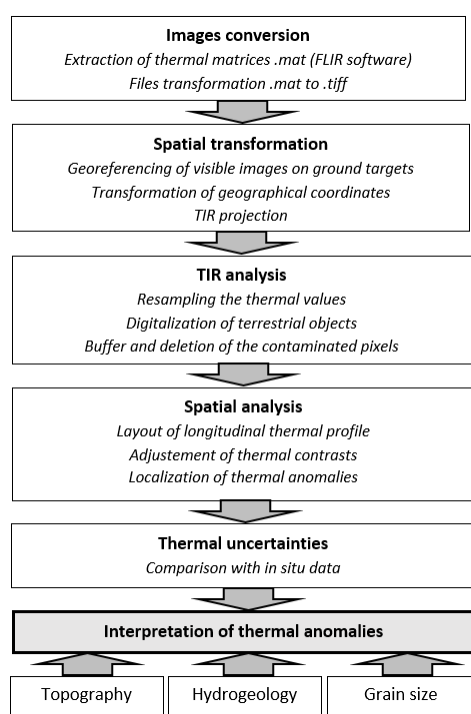 Images conversion
Extraction of thermal matrices .mat (FLIR software)
Files transformation .mat to .tiff
Spatial transformation
Georeferencing of visible images on ground targets
Transformation of geographical coordinates
TIR projection
TIR analysis
Resampling the thermal values
Digitalization of terrestrial objects
Buffer and deletion of the contaminated pixels
Spatial analysis
Layout of longitudinal thermal profile
Adjustement of thermal contrasts
Localization of thermal anomalies
Thermal uncertainties
Comparison with in situ data
Interpretation of thermal anomalies
Topography
Hydrogeology
Grain size